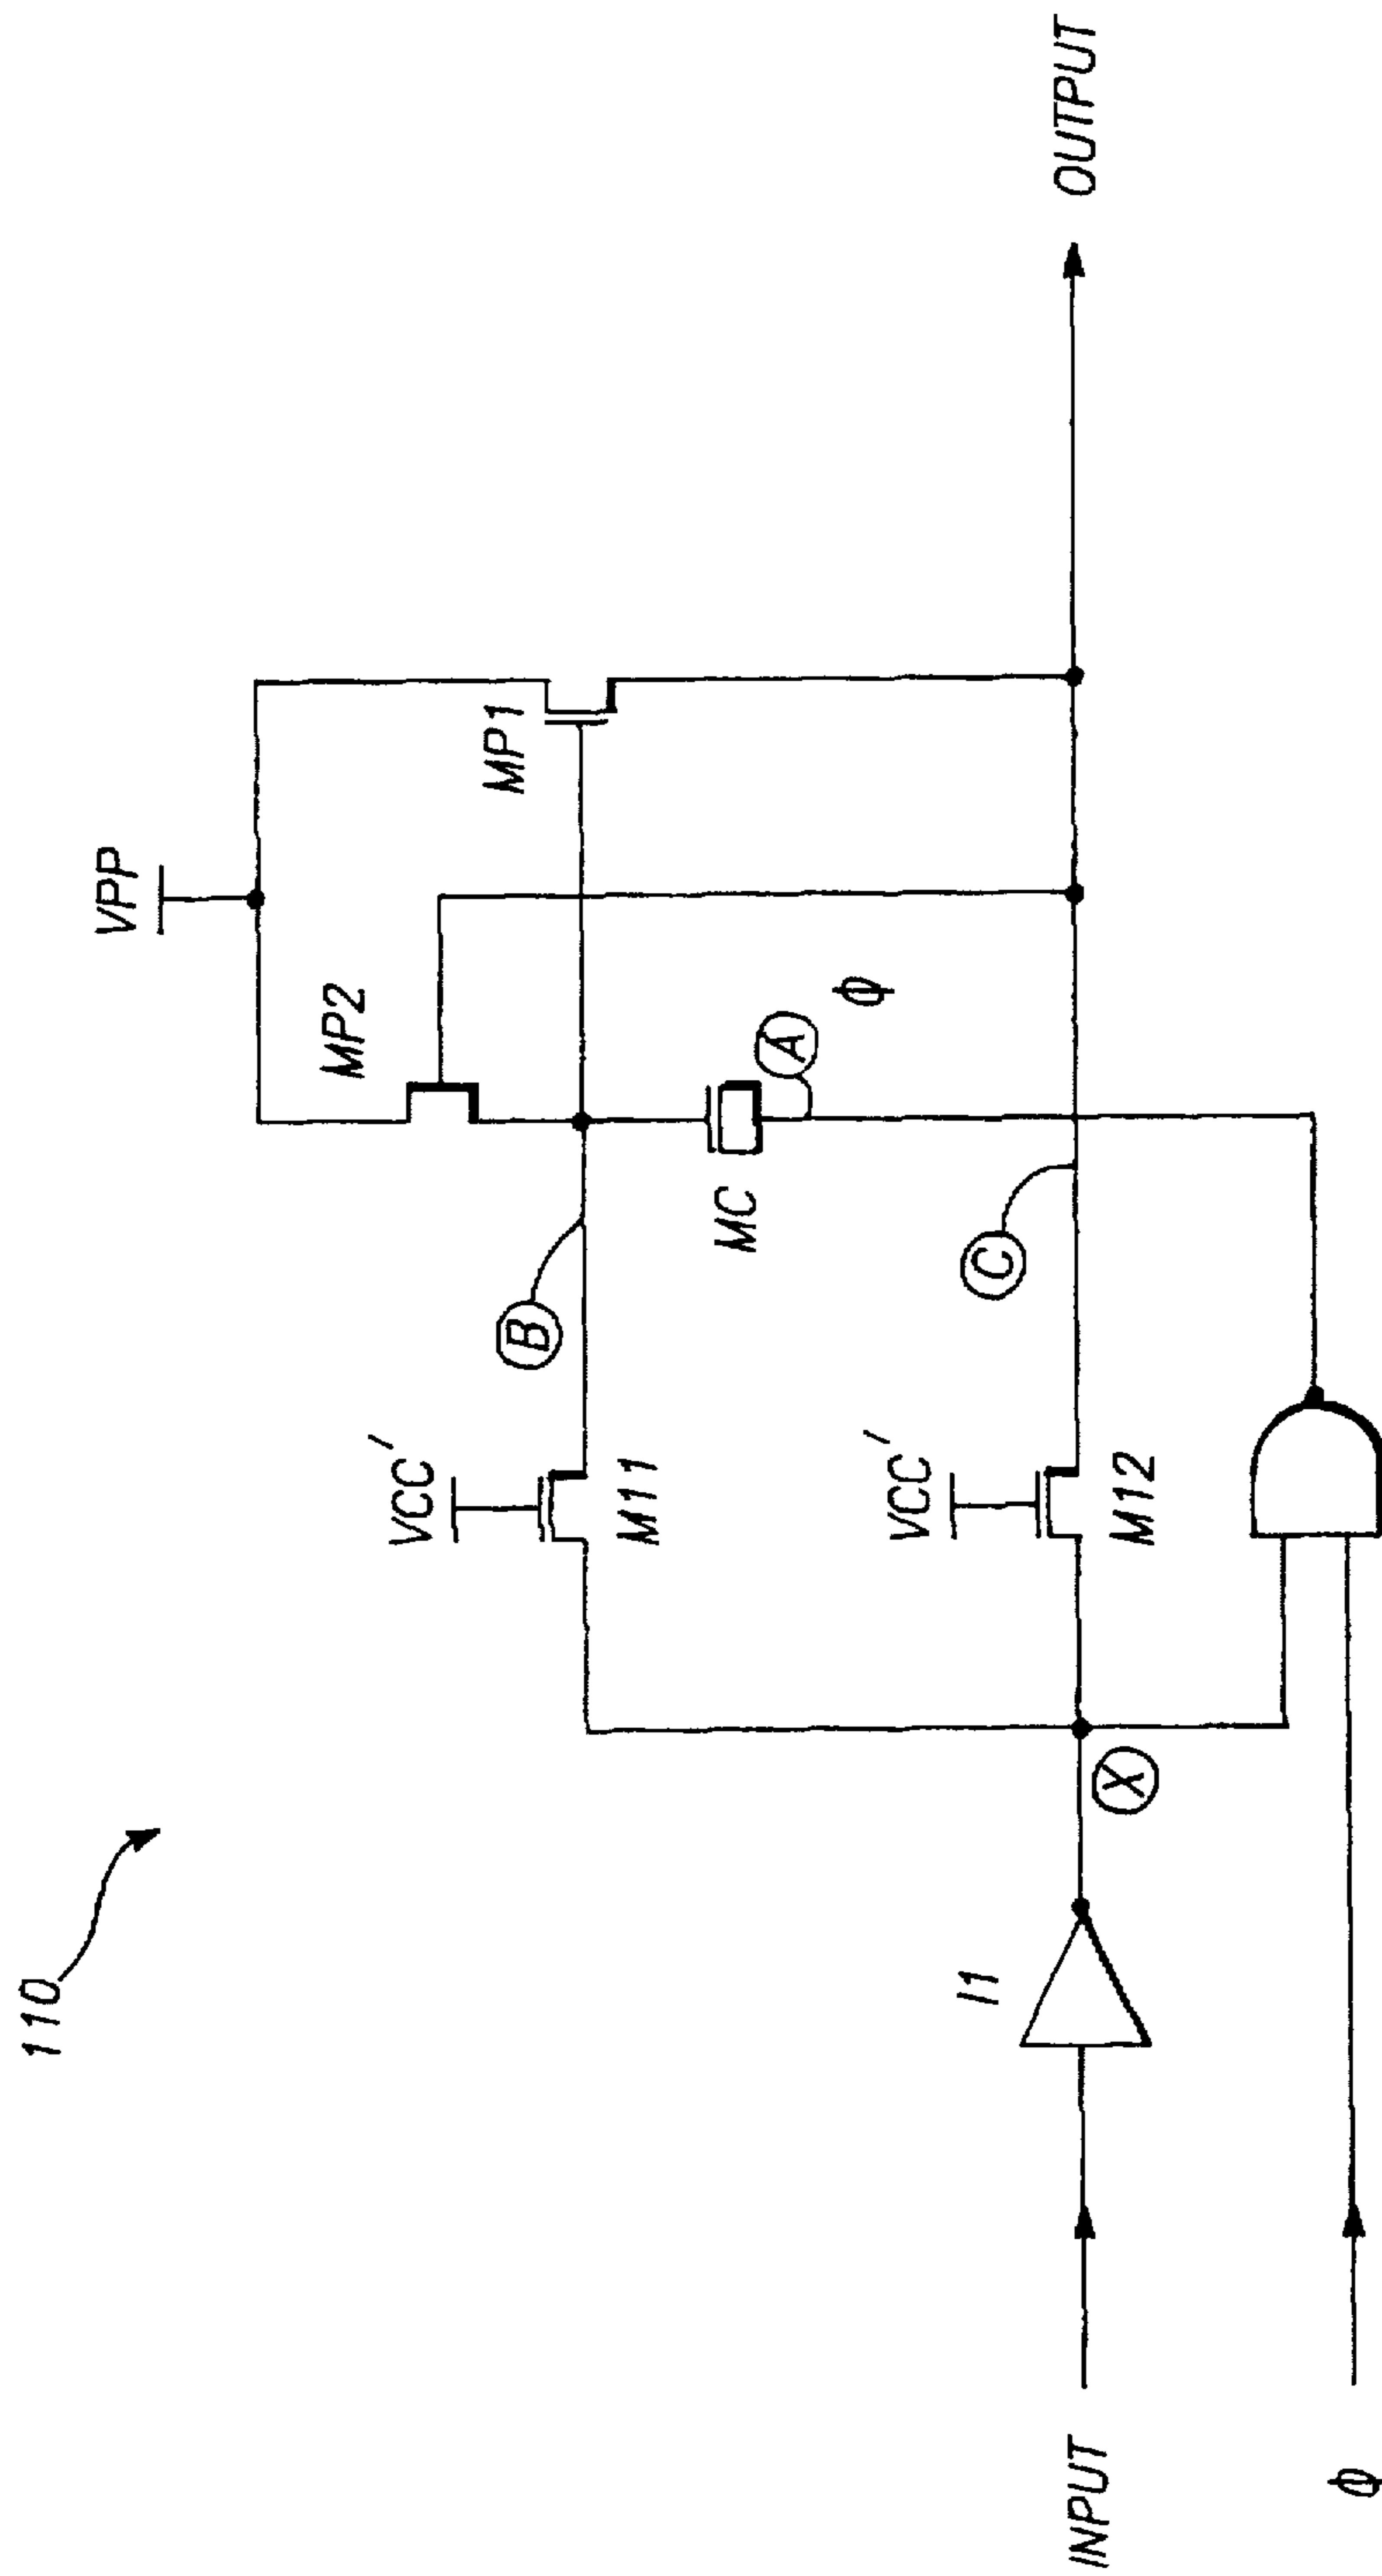 110
VPP
MP2
MP1
VCC'
B
M11
MC
A
ϕ
C
VCC'
M12
OUTPUT
X
I1
INPUT
ϕ